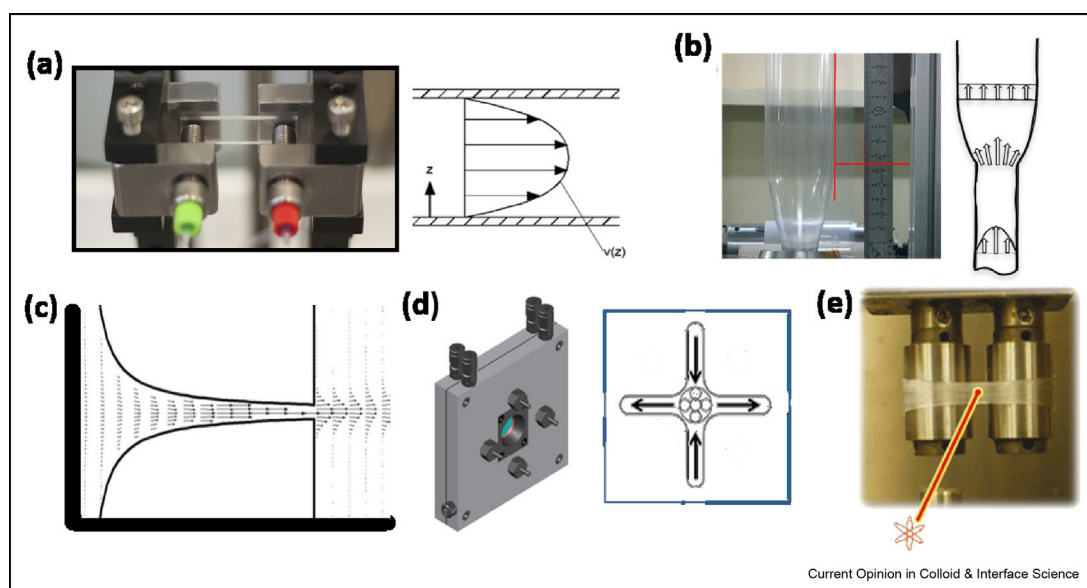 (a)
z
v(z)
(b)
(c)
(d)
(e)
Current Opinion in Colloid & Interface Science